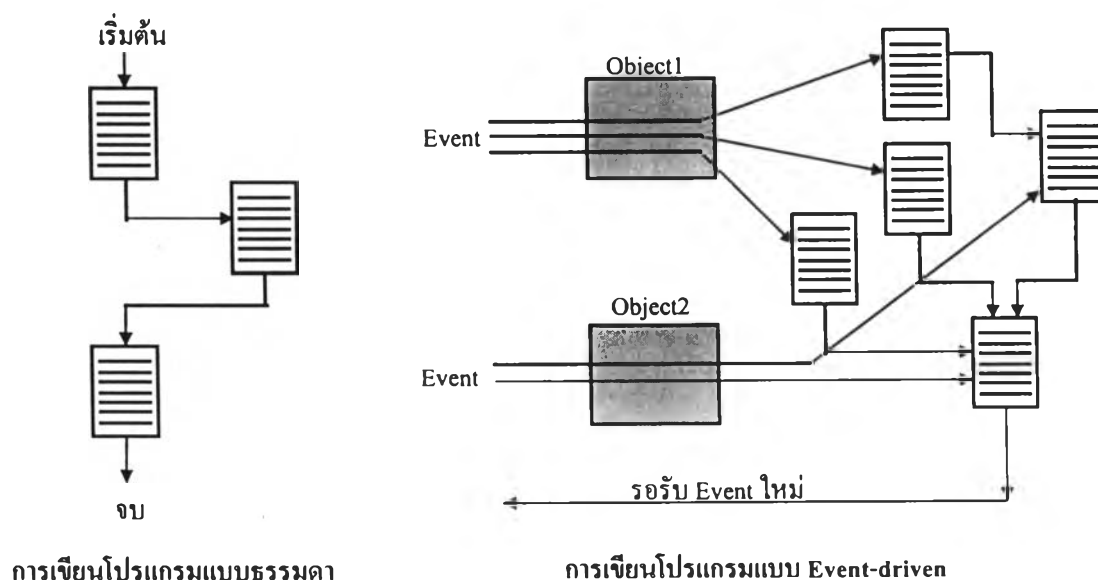 เริ่มต้น
จบ
การเขียนโปรแกรมแบบธรรมดา
Object1
Event
Object2
Event
รอรับ Event ใหม่
การเขียนโปรแกรมแบบ Event-driven